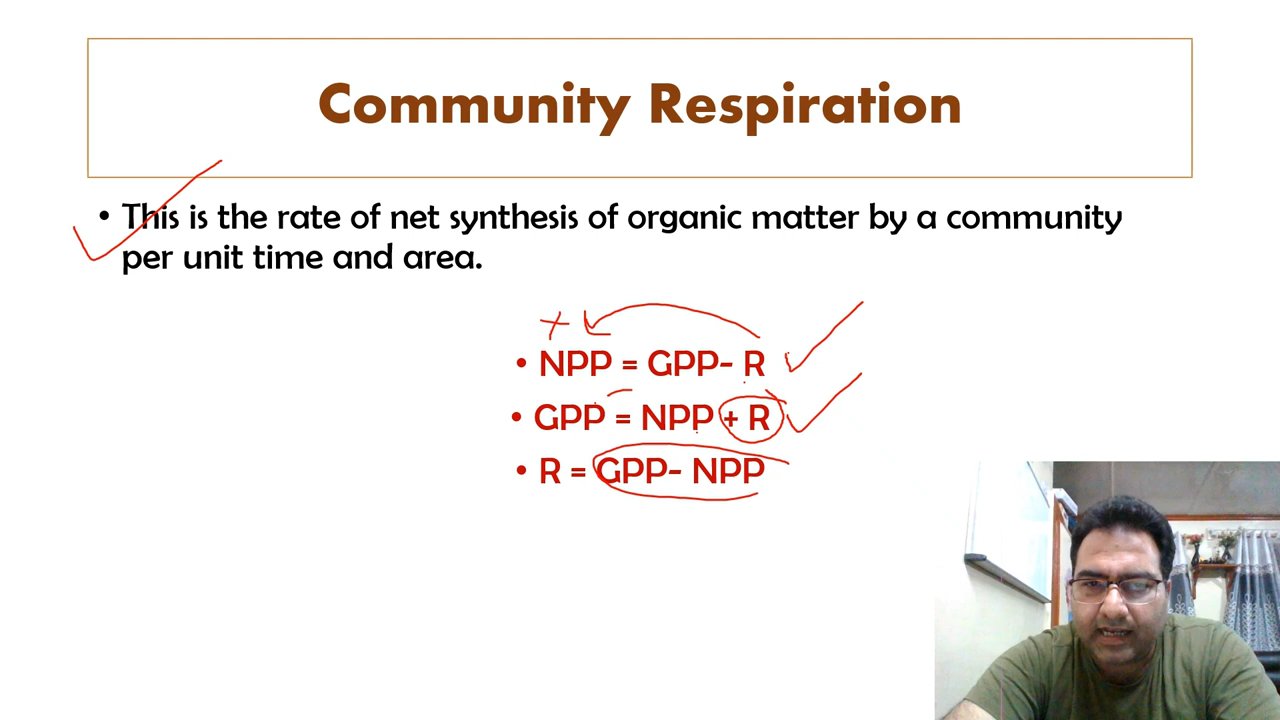 Community Respiration
• This is the rate of net synthesis of organic matter by a community
per unit time and area.
• NPP = GPP- R
• GPP = NPP + R
• R = GPP- NPP